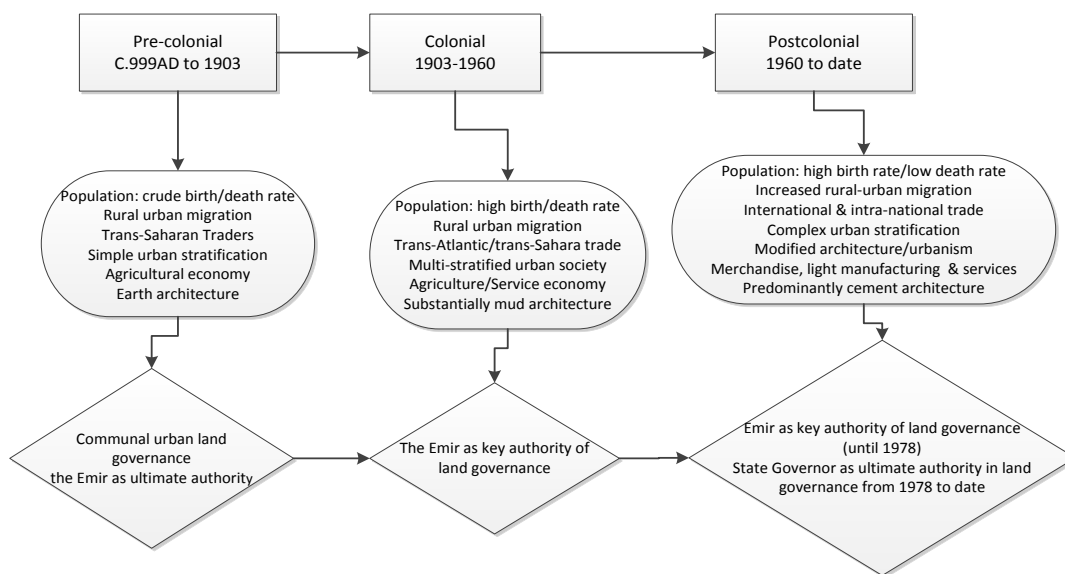 Pre-colonial
C.999AD to 1903
Colonial
1903-1960
Postcolonial
1960 to date
Population: crude birth/death rate
Rural urban migration
Trans-Saharan Traders
Simple urban stratification
Agricultural economy
Earth architecture
Population: high birth/death rate
Rural urban migration
Trans-Atlantic/trans-Sahara trade
Multi-stratified urban society
Agriculture/Service economy
Substantially mud architecture
Population: high birth rate/low death rate
Increased rural-urban migration
International & intra-national trade
Complex urban stratification
Modified architecture/urbanism
Merchandise, light manufacturing & services
Predominantly cement architecture
Communal urban land
governance
the Emir as ultimate authority
The Emir as key authority of
land governance
Emir as key authority of land governance
(until 1978)
State Governor as ultimate authority in land
governance from 1978 to date